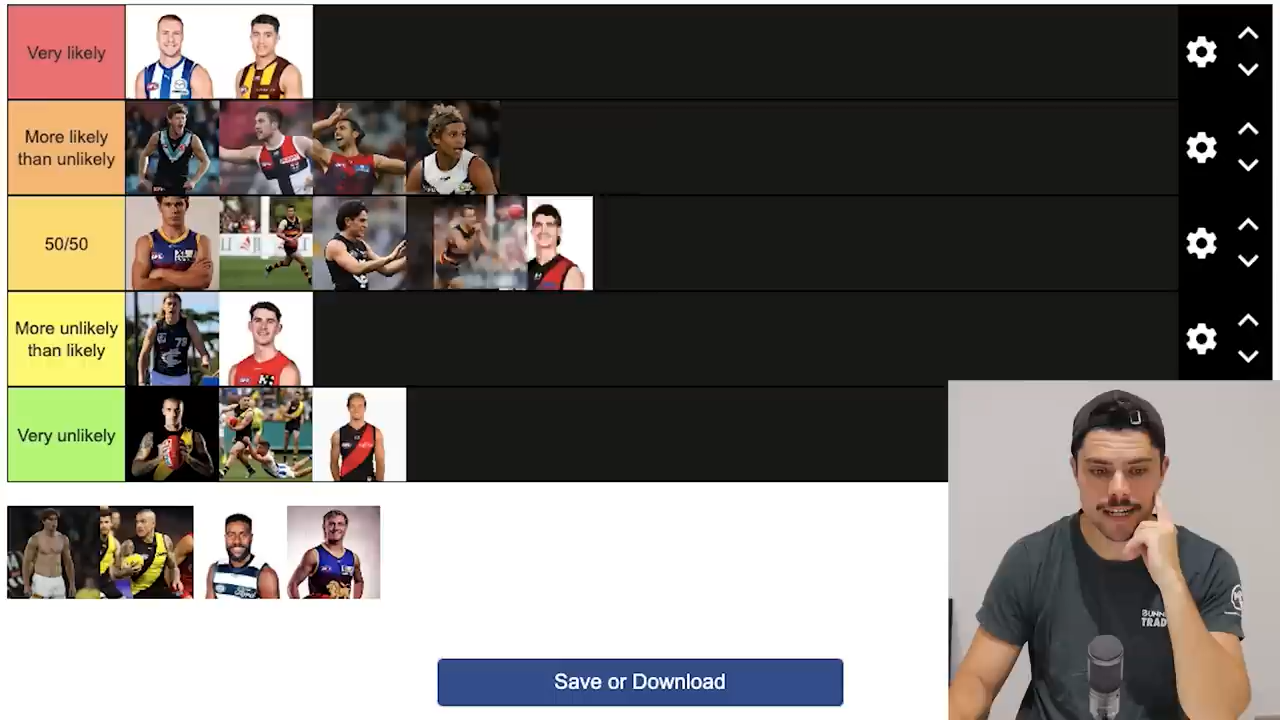 Very likely
More likely
than unlikely
50/50
More unlikely
than likely
Very unlikely
Save or Download